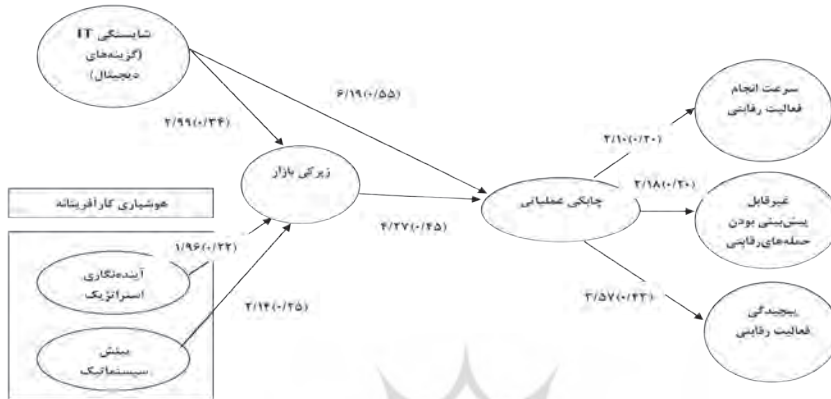 شایستگی IT
(گزینه‌های
دیجیتال)
۶/۱۹(۰/۵۵)
۲/۹۹(۰/۳۴)
سرعت انجام
فعالیت رقابتی
۲/۱۰(۰/۲۰)
زیرکی بازار
۴/۲۷(۰/۴۵)
چابکی عملیاتی
۲/۱۸(۰/۲۰)
غیرقابل
پیش‌بینی بودن
حمله‌های رقابتی
هوشیاری کارآفرینانه
۱/۹۶(۰/۲۲)
آینده‌نگاری
استراتژیک
۲/۱۴(۰/۲۵)
بینش
سیستماتیک
۳/۵۷(۰/۴۳)
پیچیدگی
فعالیت رقابتی